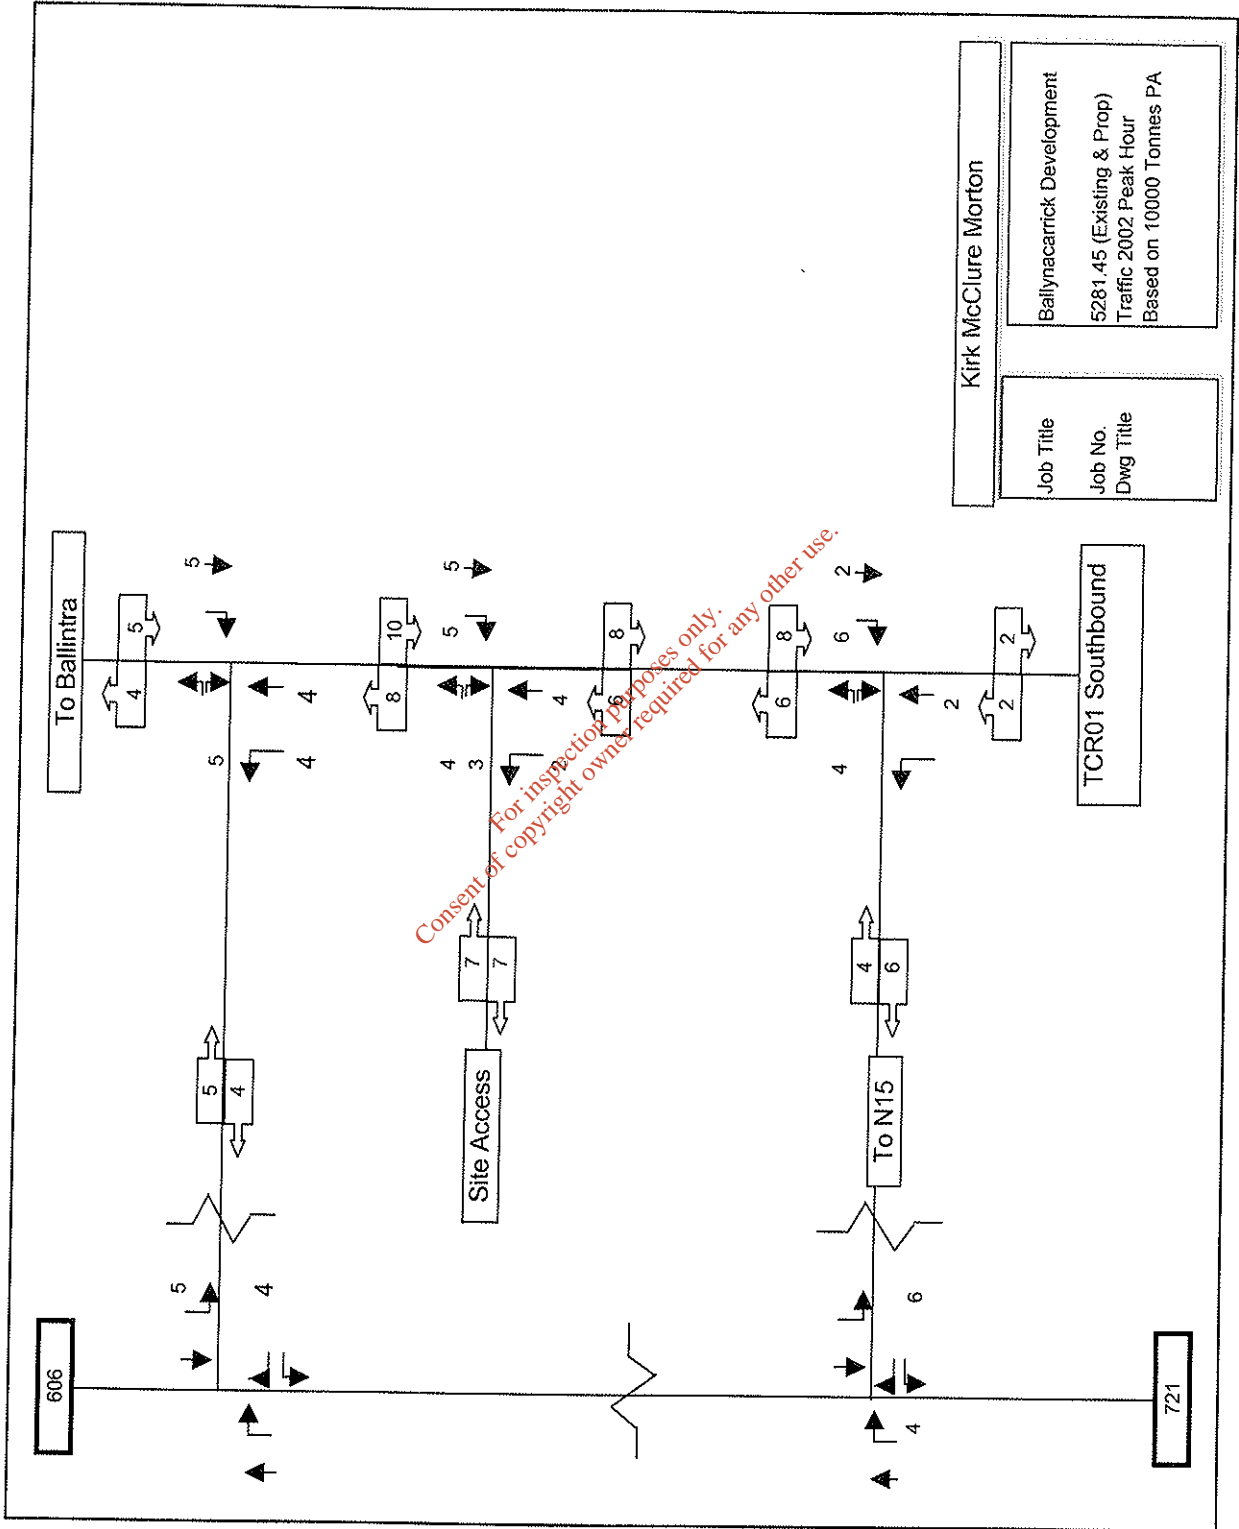 To Ballintra
4
5
5
5
4
4
8
10
5
5
4
3
4
6
8
6
8
2
6
4
2
2
2
TCR01 Southbound
5
4
7
7
Site Access
4
6
To N15
5
4
6
4
606
721
Kirk McClure Morton
Job Title
Ballynacarrick Development
Job No.
5281.45 (Existing & Prop)
Dwg Title
Traffic 2002 Peak Hour
Based on 10000 Tonnes PA
For inspection purposes only.
Consent of copyright owner required for any other use.